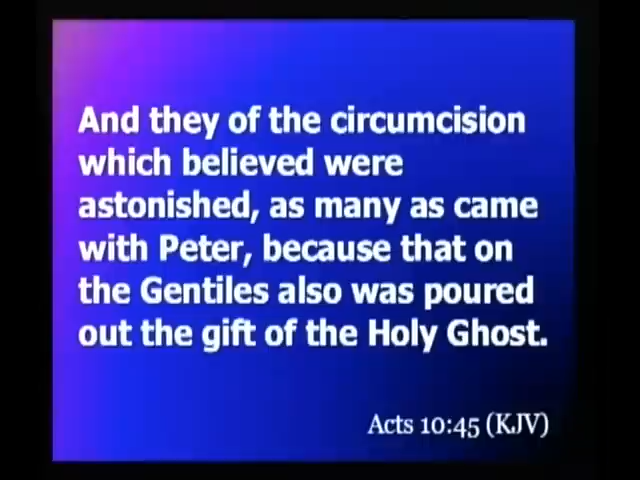 And they of the circumcision
which believed were
astonished, as many as came
with Peter, because that on
the Gentiles also was poured
out the gift of the Holy Ghost.
Acts 10:45 (KJV)